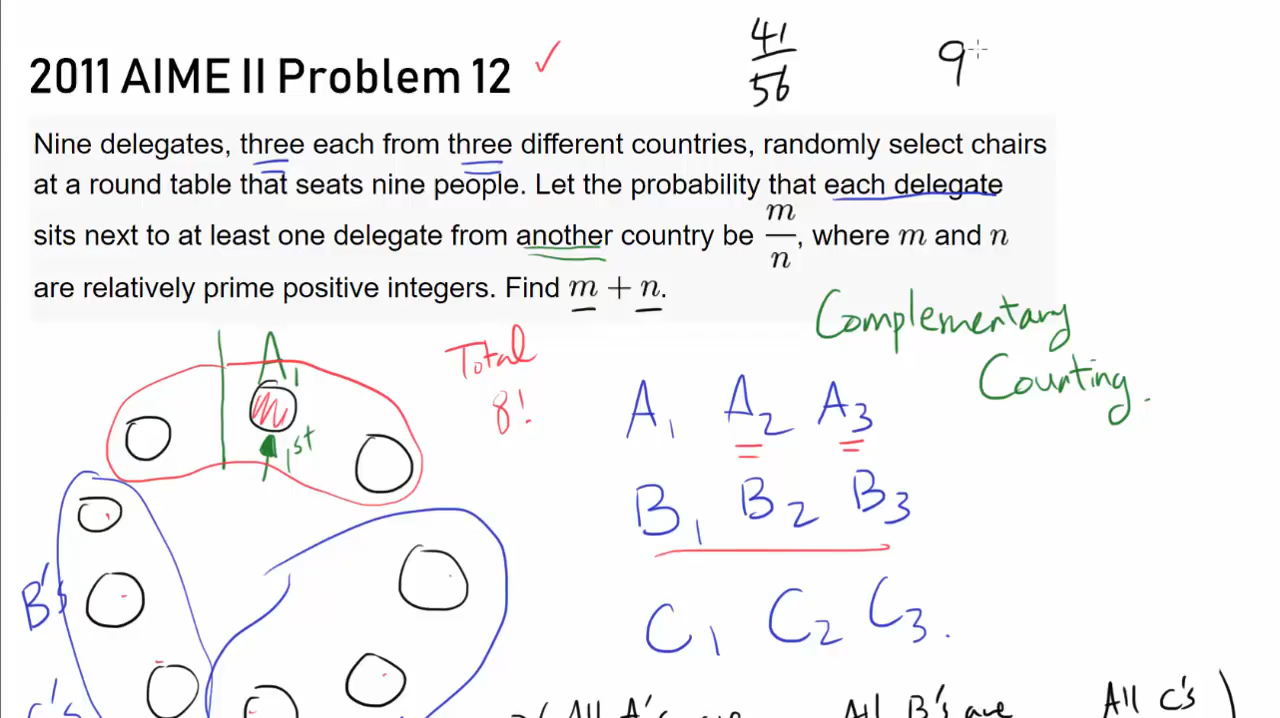 41
56
9
2011 AIME II Problem 12
Nine delegates, three each from three different countries, randomly select chairs
at a round table that seats nine people. Let the probability that each delegate
sits next to at least one delegate from another country be m/n, where m and n
are relatively prime positive integers. Find m + n.
Complementary
Counting.
A1
1st
Total
8!
A1 A2 A3
B1 B2 B3
C1 C2 C3.
B's
C's
All A's are
All B's are
All C's